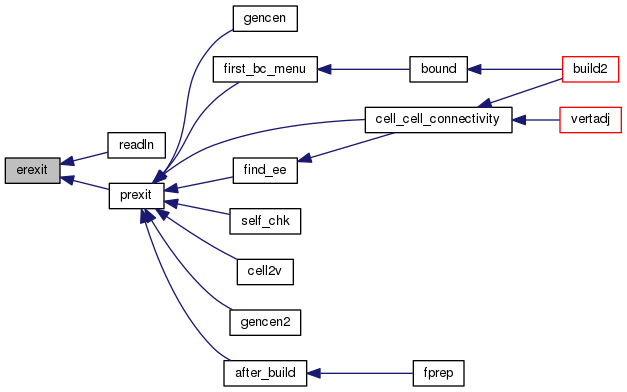 gencen
first_bc_menu
bound
build2
cell_cell_connectivity
vertadj
readln
erexit
find_ee
prexit
self_chk
cell2v
gencen2
after_build
fprep